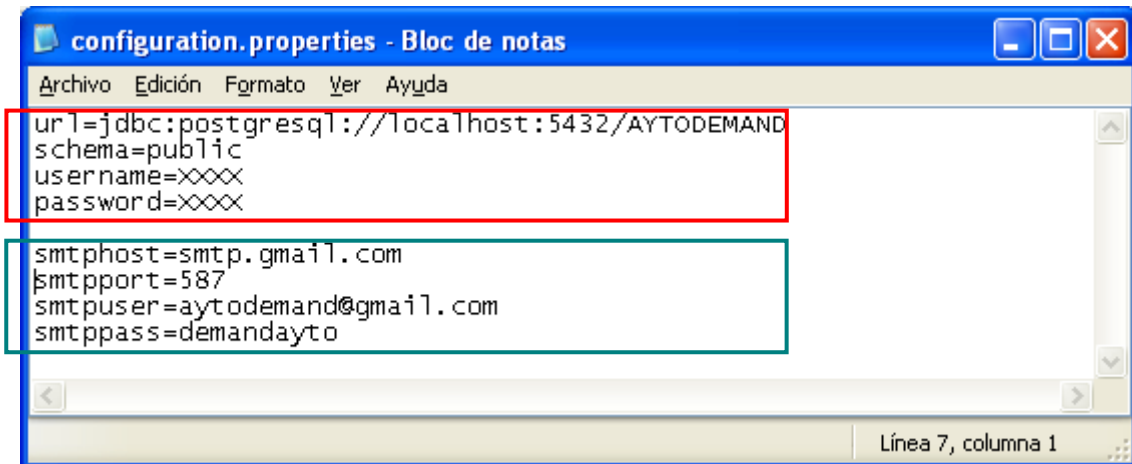 configuration.properties - Bloc de notas
Archivo Edición Formato Ver Ayuda
url=jdbc:postgresql://localhost:5432/AYTODEMAND
schema=public
username=XXXX
password=XXXX
smtphost=smtp.gmail.com
smtpport=587
smtpuser=aytodemand@gmail.com
smtppass=demandayto
Línea 7, columna 1